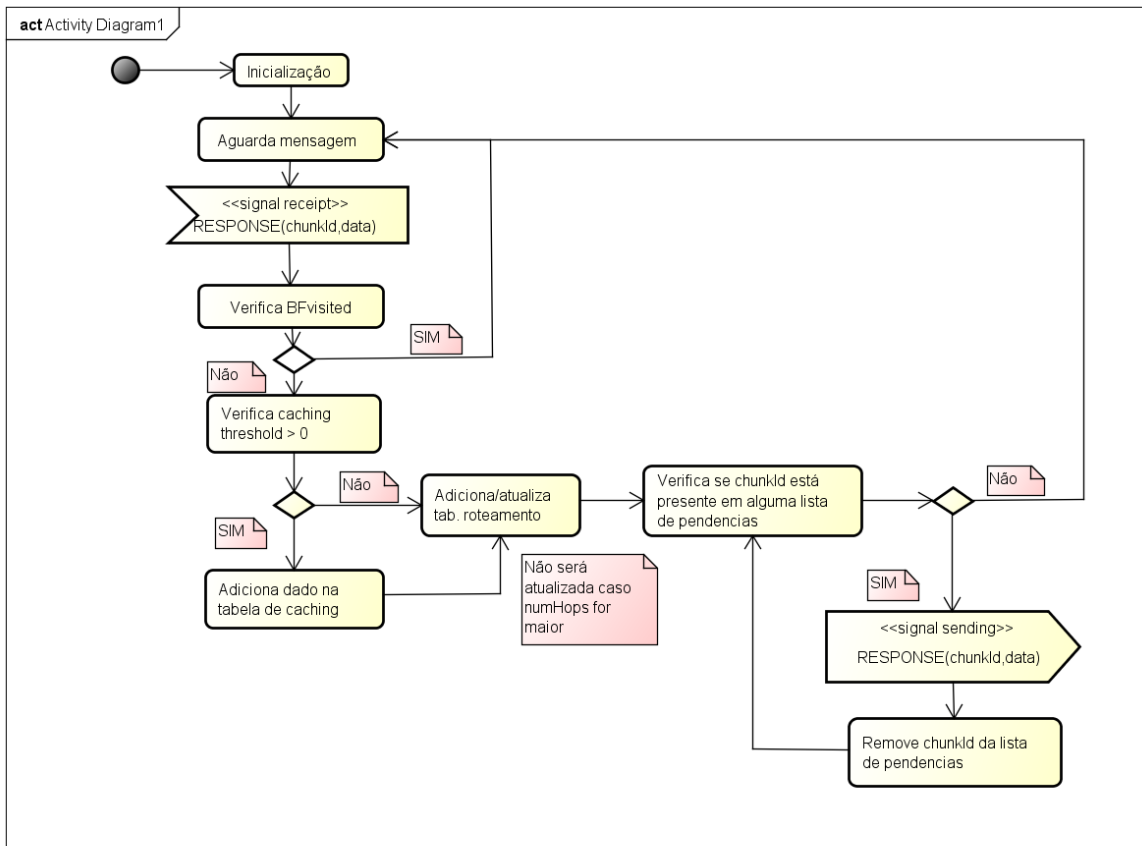 act Activity Diagram1
Inicialização
Aguarda mensagem
<<signal receipt>>
RESPONSE(chunkId,data)
Verifica BFvisited
SIM
Não
Verifica caching
threshold > 0
Não
SIM
Adiciona/atualiza
tab. roteamento
Verifica se chunkId está
presente em alguma lista
de pendencias
Não
Adiciona dado na
tabela de caching
Não será
atualizada caso
numHops for
maior
SIM
<<signal sending>>
RESPONSE(chunkId,data)
Remove chunkId da lista
de pendencias